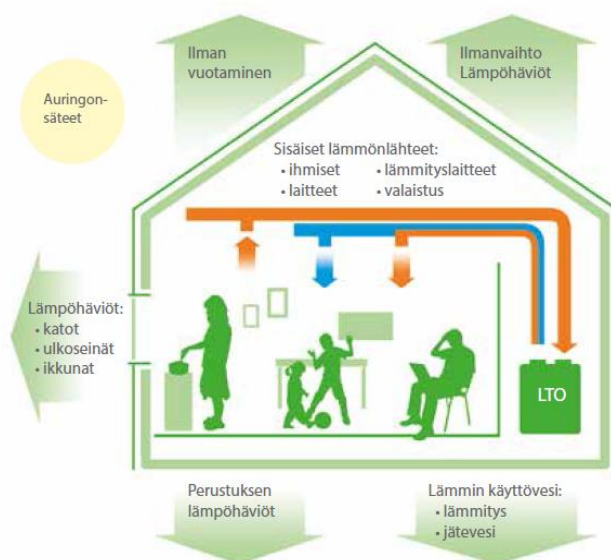 Ilman
vuotaminen
Ilmanvaihto
Lämpöhäviöt
Auringon-
säteet
Sisäiset lämmönlähteet:
• ihmiset • lämmityslaitteet
• laitteet • valaistus
Lämpöhäviöt:
• katot
• ulkoseinät
• ikkunat
LTO
Perustuksen
lämpöhäviöt
Lämmin käyttövesi:
• lämmitys
• jätevesi